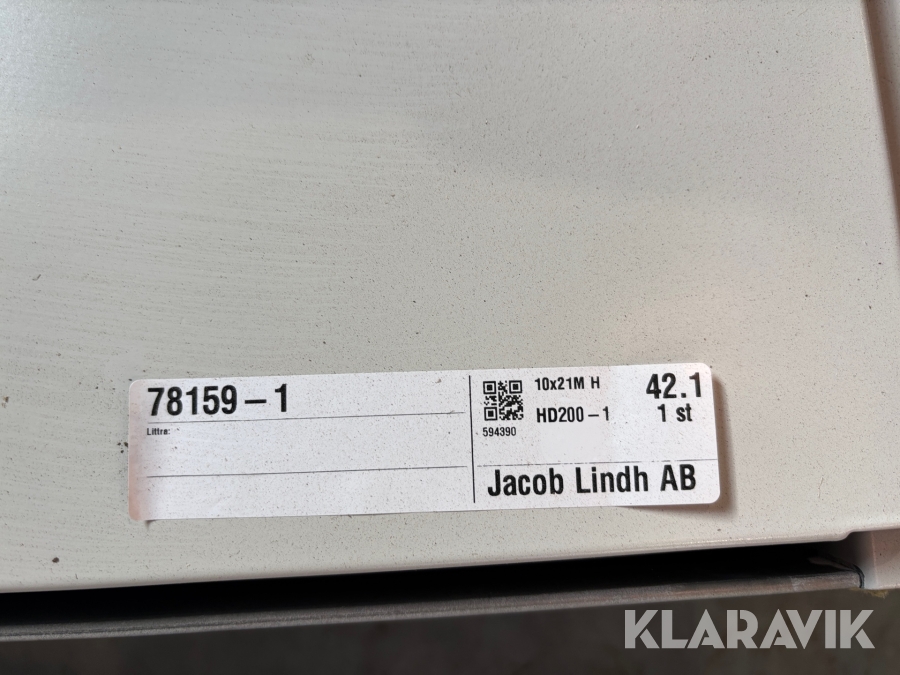 78159-1
Littra:
10x21M H
42.1
HD200-1
1 st
594390
Jacob Lindh AB
KLARAVIK